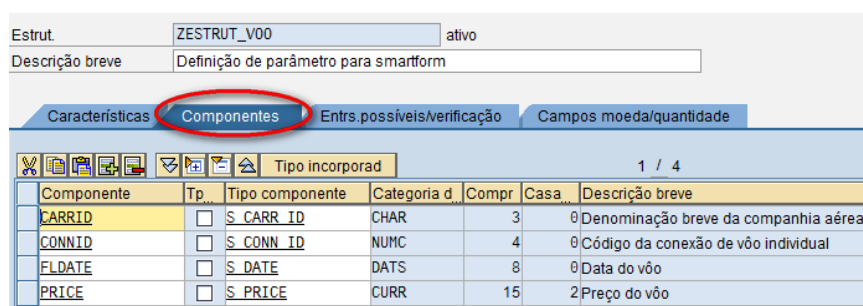 Estrut. ZESTRUT_V00 ativo
Descrição breve Definição de parâmetro para smartform
Características Componentes Entrs.possíveis/verificação Campos moeda/quantidade
Tipo incorporad 1 / 4
Componente Tp... Tipo componente Categoria d... Compr Casa... Descrição breve
CARRID S_CARR_ID CHAR 3 0 Denominação breve da companhia aérea
CONNID S_CONN_ID NUMC 4 0 Código da conexão de vôo individual
FLDATE S_DATE DATS 8 0 Data do vôo
PRICE S_PRICE CURR 15 2 Preço do vôo